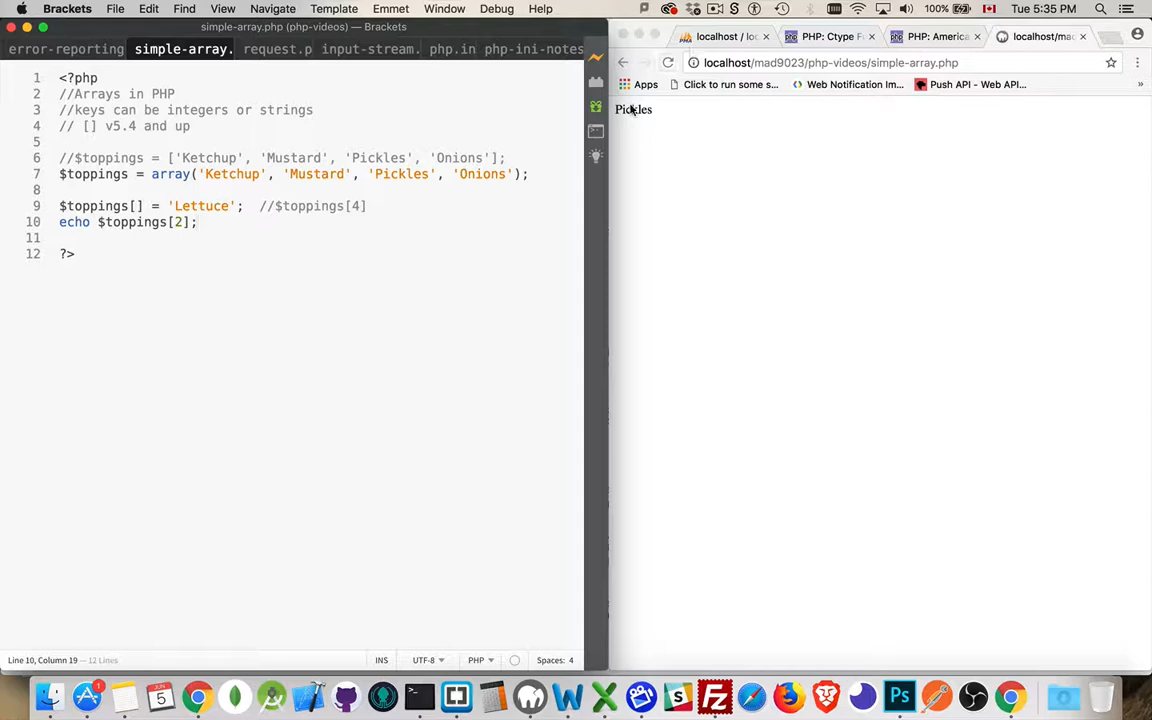 Brackets File Edit Find View Navigate Template Emmet Window Debug Help 100% Tue 5:35 PM
simple-array.php (php-videos) — Brackets
error-reporting simple-array. request.p input-stream. php.in php-ini-notes
1 <?php
2 //Arrays in PHP
3 //keys can be integers or strings
4 // [] v5.4 and up
5
6 //$toppings = ['Ketchup', 'Mustard', 'Pickles', 'Onions'];
7 $toppings = array('Ketchup', 'Mustard', 'Pickles', 'Onions');
8
9 $toppings[] = 'Lettuce';  //$toppings[4]
10 echo $toppings[2];
11
12 ?>
Line 10, Column 19 — 12 Lines INS UTF-8 PHP Spaces: 4
localhost / loc PHP: Ctype F PHP: America localhost/mad
localhost/mad9023/php-videos/simple-array.php
Apps Click to run some s... Web Notification Im... Push API - Web API... »
Pickles
JUN
5
1